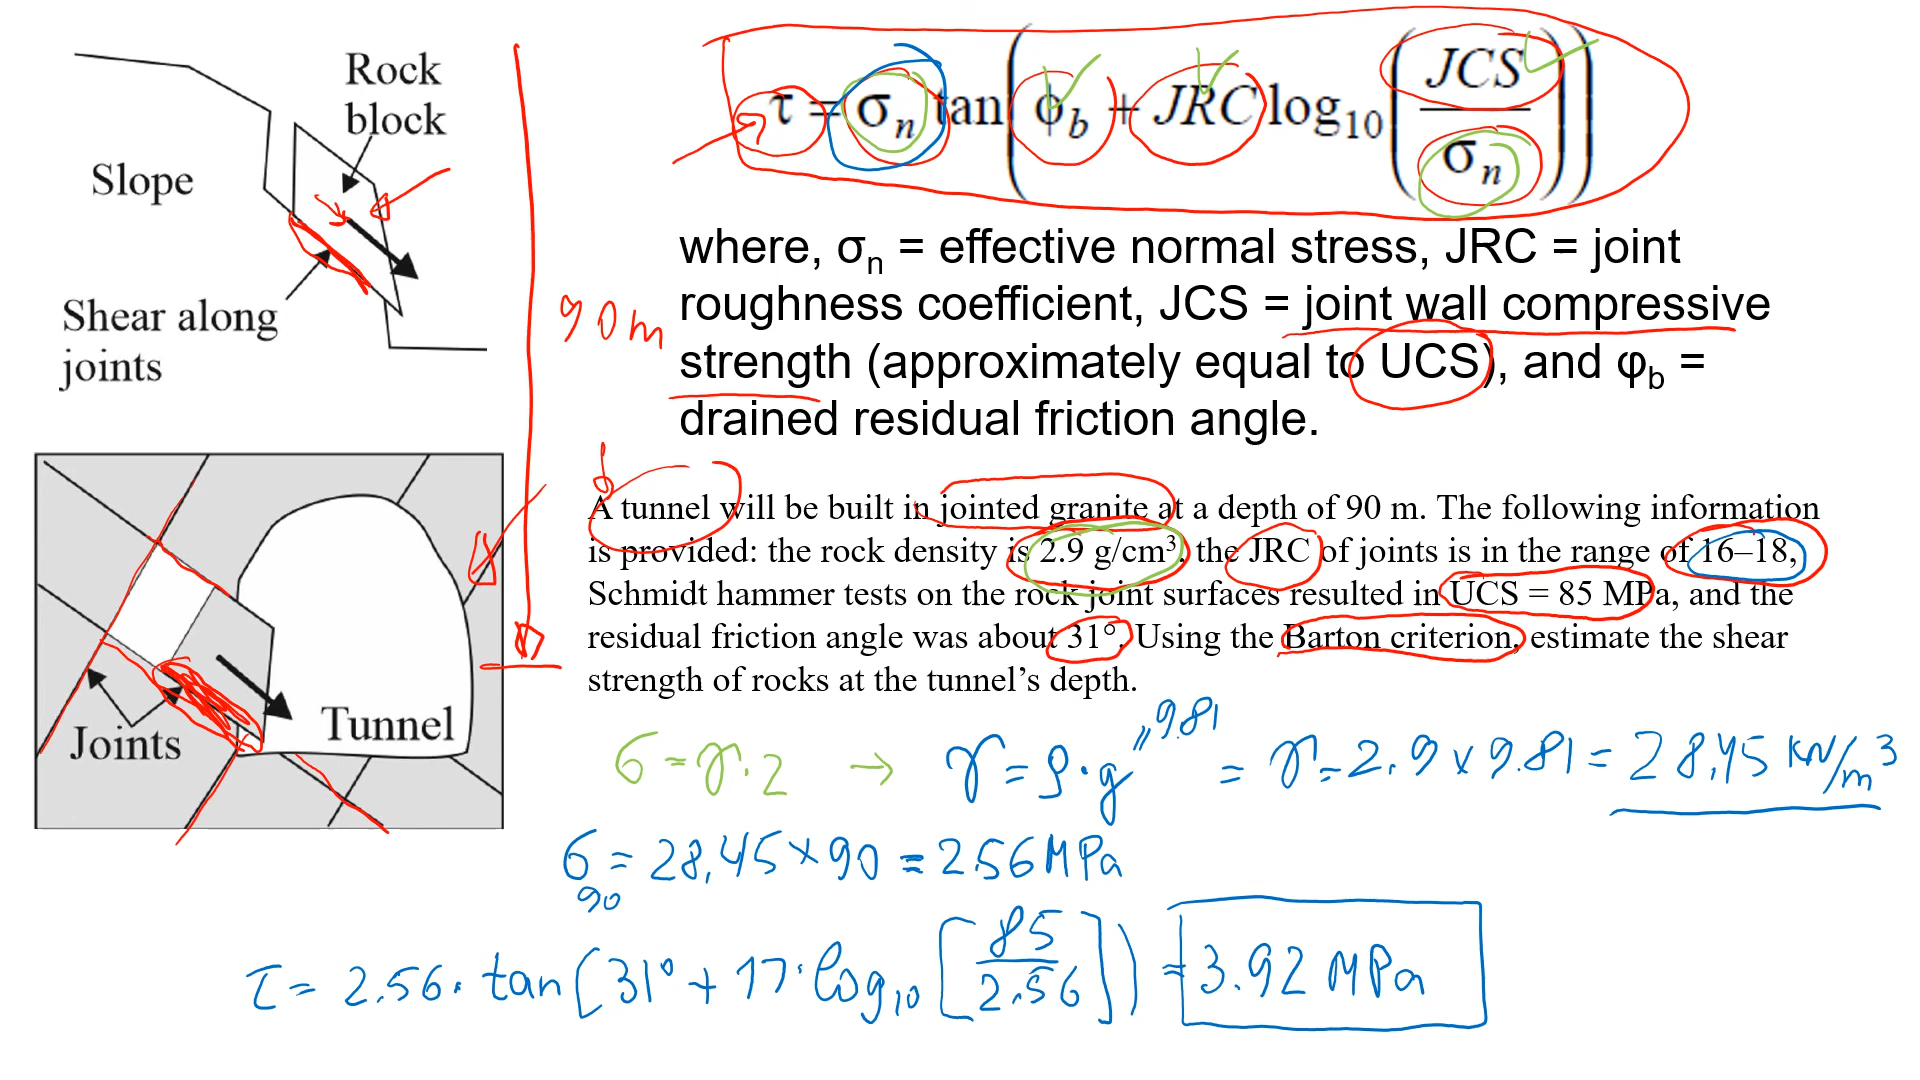 Rock
block
Slope
Shear along
joints
Joints
Tunnel
90m
τ = σn tan(ϕb + JRC log10(JCS/σn))
where, σn = effective normal stress, JRC = joint
roughness coefficient, JCS = joint wall compressive
strength (approximately equal to UCS), and φb =
drained residual friction angle.
A tunnel will be built in jointed granite at a depth of 90 m. The following information
is provided: the rock density is 2.9 g/cm³, the JRC of joints is in the range of 16–18,
Schmidt hammer tests on the rock joint surfaces resulted in UCS = 85 MPa, and the
residual friction angle was about 31°. Using the Barton criterion, estimate the shear
strength of rocks at the tunnel’s depth.
σ = γ·z → γ = ρ·g " 9.81 = γ = 2.9 x 9.81 = 28,45 kN/m³
σ90 = 28,45 x 90 = 2.56 MPa
τ = 2.56 · tan(31° + 17 · log10[85/2.56]) = 3.92 MPa